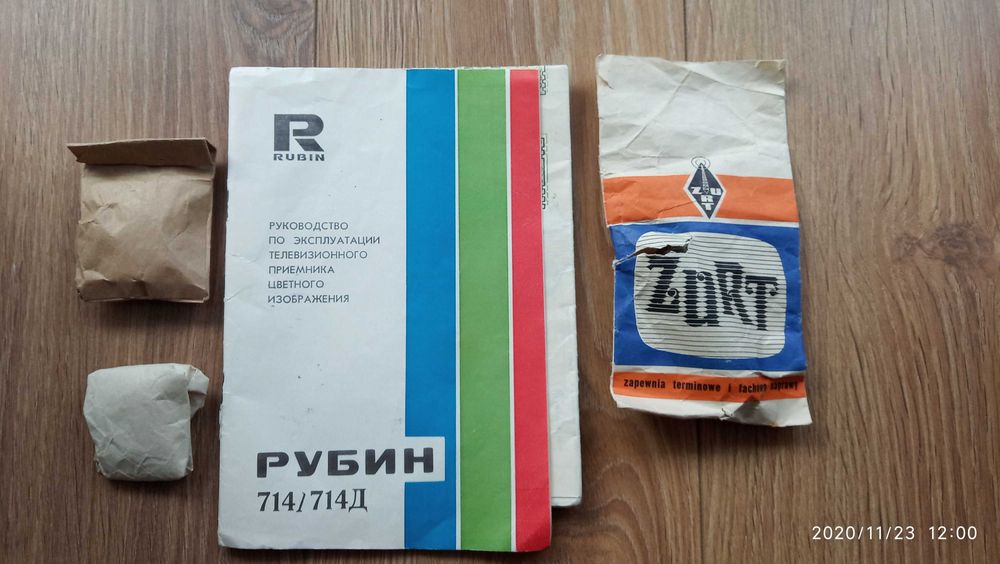 R
RUBIN
РУКОВОДСТВО
ПО ЭКСПЛУАТАЦИИ
ТЕЛЕВИЗИОННОГО
ПРИЕМНИКА
ЦВЕТНОГО
ИЗОБРАЖЕНИЯ
РУБИН
714/714Д
ZURT
ZURT
zapewnia terminowe i fachowe naprawy
2020/11/23 12:00